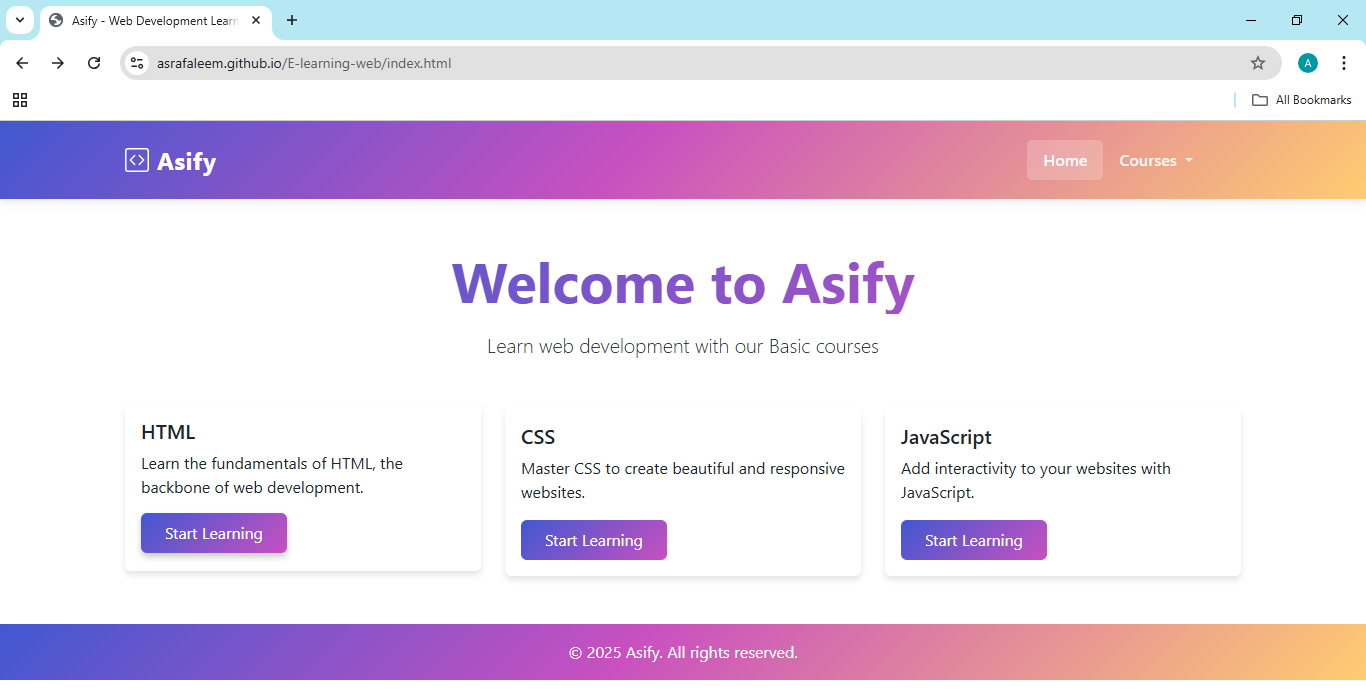 Asify - Web Development Learn
asrafaleem.github.io/E-learning-web/index.html
A
All Bookmarks
Asify
Home
Courses
Welcome to Asify
Learn web development with our Basic courses
HTML
Learn the fundamentals of HTML, the
backbone of web development.
Start Learning
CSS
Master CSS to create beautiful and responsive
websites.
Start Learning
JavaScript
Add interactivity to your websites with
JavaScript.
Start Learning
© 2025 Asify. All rights reserved.